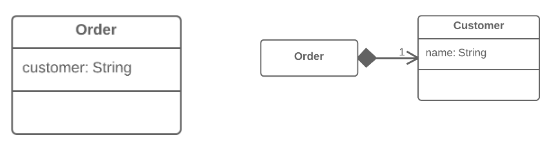 Order
customer: String
Order
1
Customer
name: String